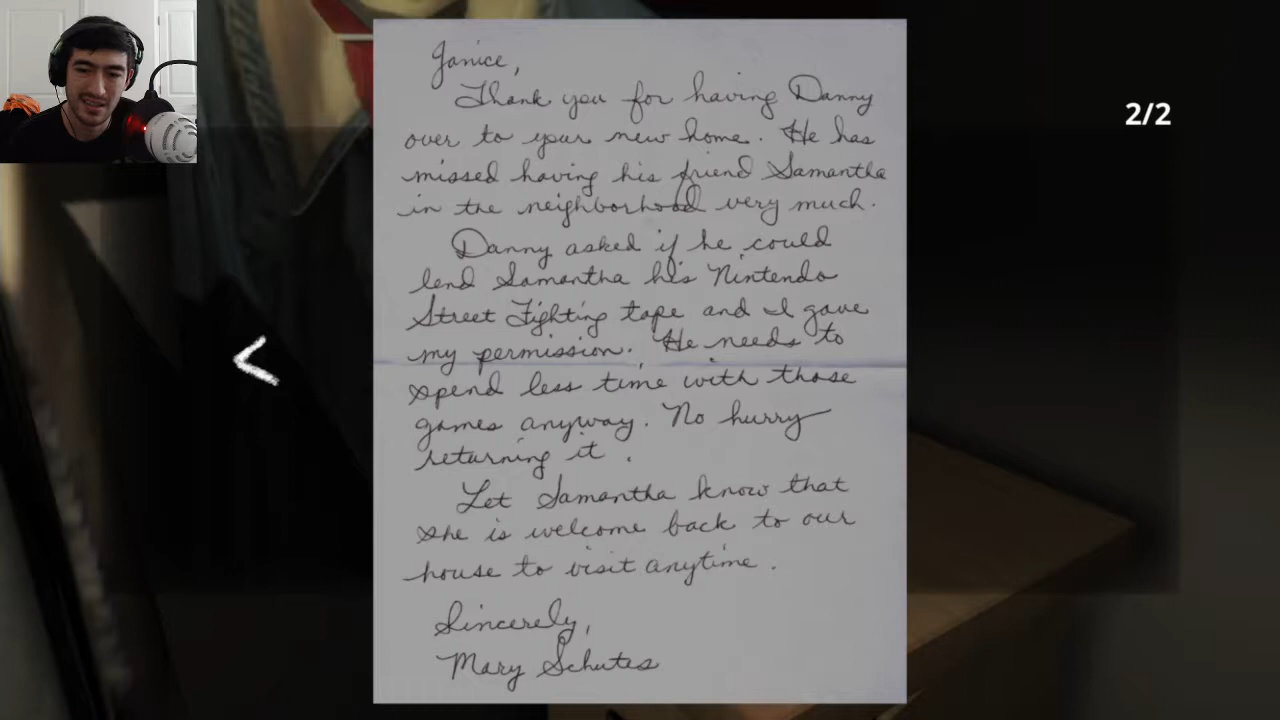 Janice,
Thank you for having Danny
over to your new home. He has
missed having his friend Samantha
in the neighborhood very much.
Danny asked if he could
lend Samantha his Nintendo
Street Fighting tape and I gave
my permission. He needs to
spend less time with those
games anyway. No hurry
returning it.
Let Samantha know that
she is welcome back to our
house to visit anytime.
Sincerely,
Mary Schutes
2/2